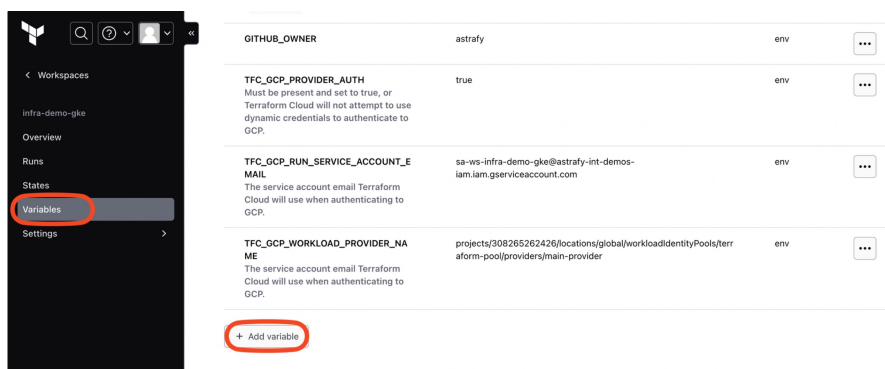 «
< Workspaces
infra-demo-gke
Overview
Runs
States
Variables
Settings >
GITHUB_OWNER astrafy env
TFC_GCP_PROVIDER_AUTH true env
Must be present and set to true, or
Terraform Cloud will not attempt to use
dynamic credentials to authenticate to
GCP.
TFC_GCP_RUN_SERVICE_ACCOUNT_E sa-ws-infra-demo-gke@astrafy-int-demos- env
MAIL iam.iam.gserviceaccount.com
The service account email Terraform
Cloud will use when authenticating to
GCP.
TFC_GCP_WORKLOAD_PROVIDER_NA projects/308265262426/locations/global/workloadIdentityPools/terr env
ME aform-pool/providers/main-provider
The service account email Terraform
Cloud will use when authenticating to
GCP.
+ Add variable